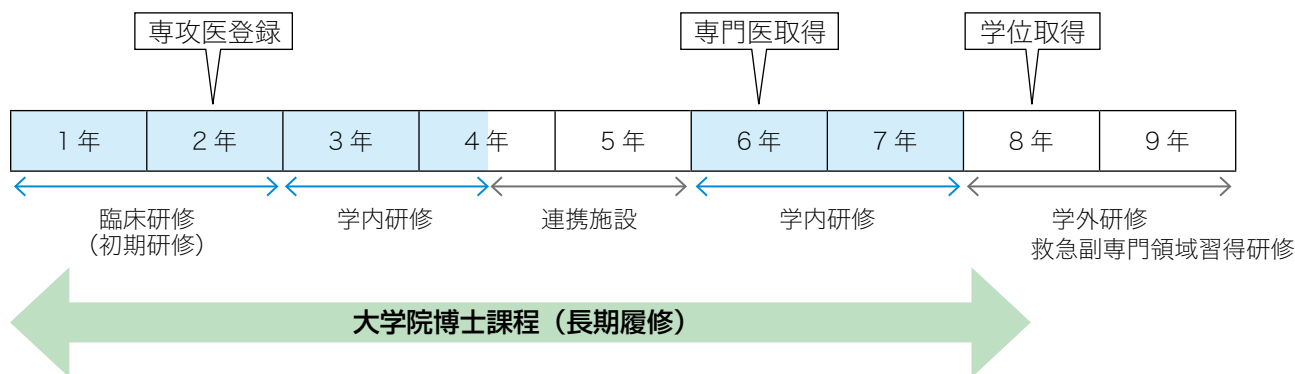 専攻医登録
専門医取得
学位取得
1 年
2 年
3 年
4 年
5 年
6 年
7 年
8 年
9 年
臨床研修
（初期研修）
学内研修
連携施設
学内研修
学外研修
救急副専門領域習得研修
大学院博士課程（長期履修）